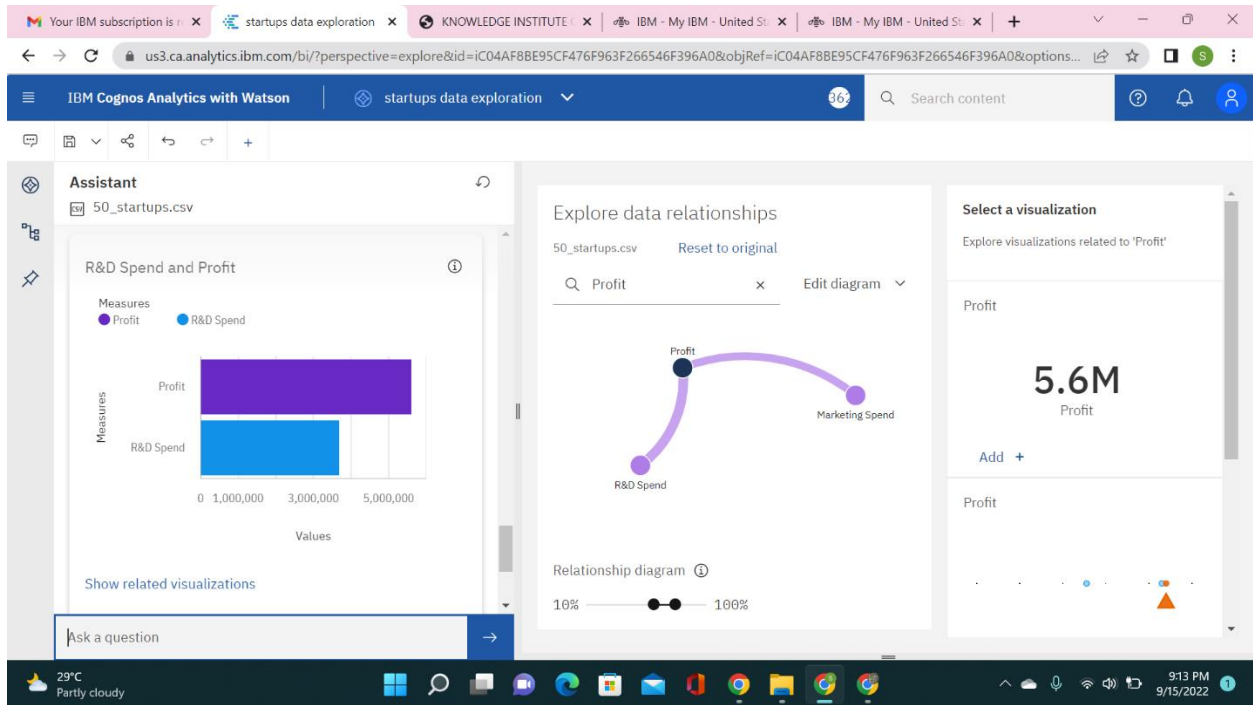 Your IBM subscription is r
startups data exploration
KNOWLEDGE INSTITUTE
IBM - My IBM - United St
IBM - My IBM - United St
us3.ca.analytics.ibm.com/bi/?perspective=explore&id=iC04AF8BE95CF476F963F266546F396A0&objRef=iC04AF8BE95CF476F963F266546F396A0&options...
S
IBM Cognos Analytics with Watson
startups data exploration
362
Search content
Assistant
CSV 50_startups.csv
R&D Spend and Profit
Measures
Profit R&D Spend
Measures
Profit
R&D Spend
0 1,000,000 3,000,000 5,000,000
Values
Show related visualizations
Ask a question
Explore data relationships
50_startups.csv Reset to original
Profit Edit diagram
Profit
Marketing Spend
R&D Spend
Relationship diagram
10% 100%
Select a visualization
Explore visualizations related to 'Profit'
Profit
5.6M
Profit
Add +
Profit
29°C
Partly cloudy
9:13 PM
9/15/2022
1